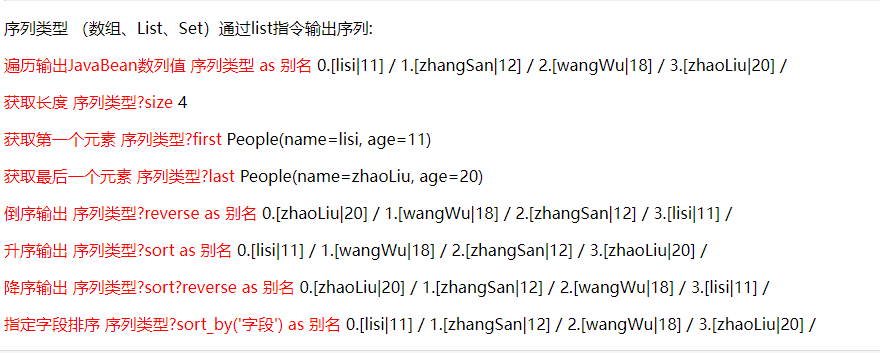 序列类型 （数组、List、Set）通过list指令输出序列:
遍历输出JavaBean数列值 序列类型 as 别名 0.[lisi|11] / 1.[zhangSan|12] / 2.[wangWu|18] / 3.[zhaoLiu|20] /
获取长度 序列类型?size 4
获取第一个元素 序列类型?first People(name=lisi, age=11)
获取最后一个元素 序列类型?last People(name=zhaoLiu, age=20)
倒序输出 序列类型?reverse as 别名 0.[zhaoLiu|20] / 1.[wangWu|18] / 2.[zhangSan|12] / 3.[lisi|11] /
升序输出 序列类型?sort as 别名 0.[lisi|11] / 1.[wangWu|18] / 2.[zhangSan|12] / 3.[zhaoLiu|20] /
降序输出 序列类型?sort?reverse as 别名 0.[zhaoLiu|20] / 1.[zhangSan|12] / 2.[wangWu|18] / 3.[lisi|11] /
指定字段排序 序列类型?sort_by('字段') as 别名 0.[lisi|11] / 1.[zhangSan|12] / 2.[wangWu|18] / 3.[zhaoLiu|20] /